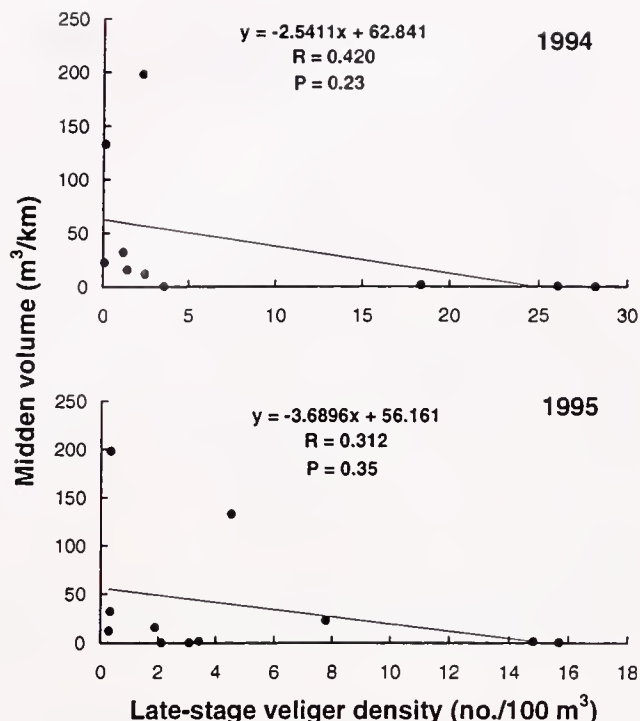 250
200
150
100
50
0
y = -2.5411x + 62.841
R = 0.420
P = 0.23
1994
0 5 10 15 20 25 30
Midden volume (m³/km)
250
200
150
100
50
0
y = -3.6896x + 56.161
R = 0.312
P = 0.35
1995
0 2 4 6 8 10 12 14 16 18
Late-stage veliger density (no./100 m³)